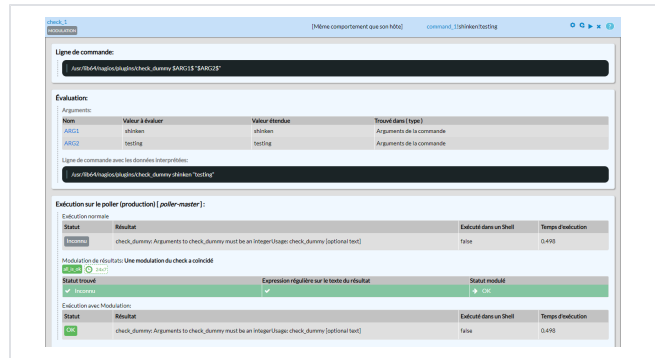 check_1
MODULATION
[Même comportement que son hôte]
command_1!shinken!testing
Ligne de commande:
/usr/lib64/nagios/plugins/check_dummy $ARG1$ "$ARG2$"
Évaluation:
Arguments:
Nom Valeur à évaluer Valeur étendue Trouvé dans ( type )
ARG1 shinken shinken Arguments de la commande
ARG2 testing testing Arguments de la commande
Ligne de commande avec les données interprétées:
/usr/lib64/nagios/plugins/check_dummy shinken "testing"
Exécution sur le poller (production) [ poller-master ] :
Exécution normale
Statut Résultat Exécuté dans un Shell Temps d'exécution
Inconnu check_dummy: Arguments to check_dummy must be an integerUsage: check_dummy [optional text] false 0.498
Modulation de résultats: Une modulation du check a coïncidé
all_is_ok 24x7
Statut trouvé Expression régulière sur le texte du résultat Statut modulé
Inconnu OK
Exécution avec Modulation:
Statut Résultat Exécuté dans un Shell Temps d'exécution
OK check_dummy: Arguments to check_dummy must be an integerUsage: check_dummy [optional text] false 0.498